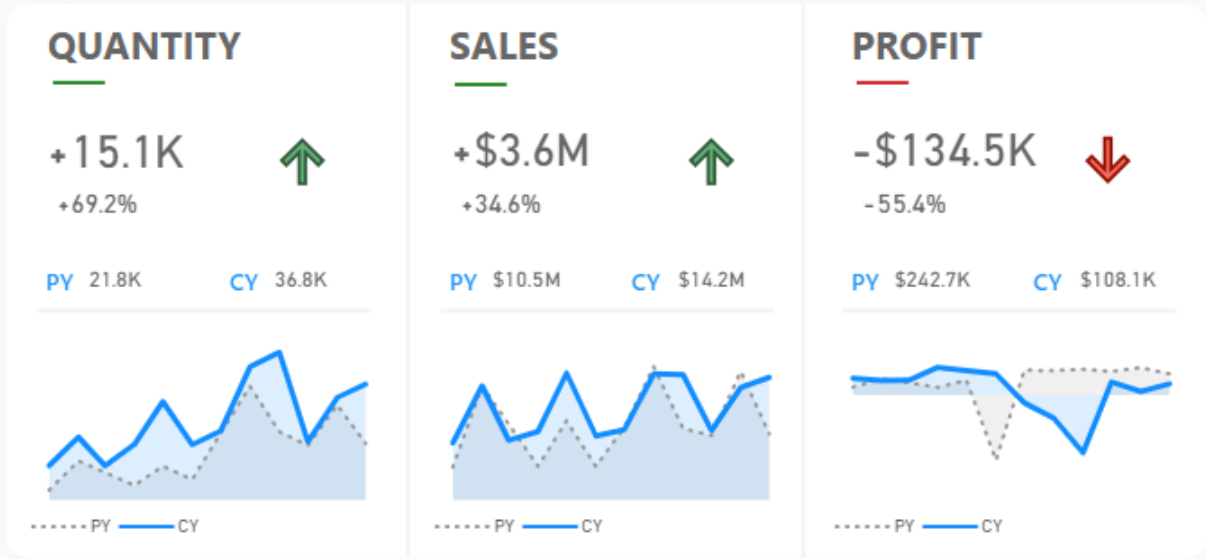 QUANTITY
+15.1K
+69.2%
PY 21.8K CY 36.8K
PY CY
SALES
+$3.6M
+34.6%
PY $10.5M CY $14.2M
PY CY
PROFIT
-$134.5K
-55.4%
PY $242.7K CY $108.1K
PY CY